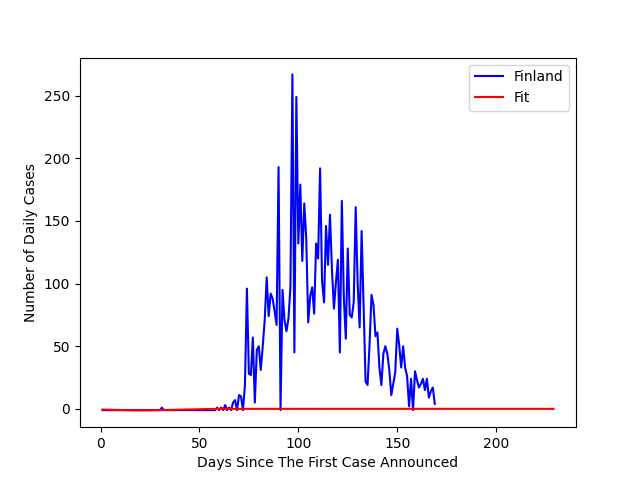 Finland
Fit
250
200
150
100
50
0
Number of Daily Cases
0 50 100 150 200
Days Since The First Case Announced